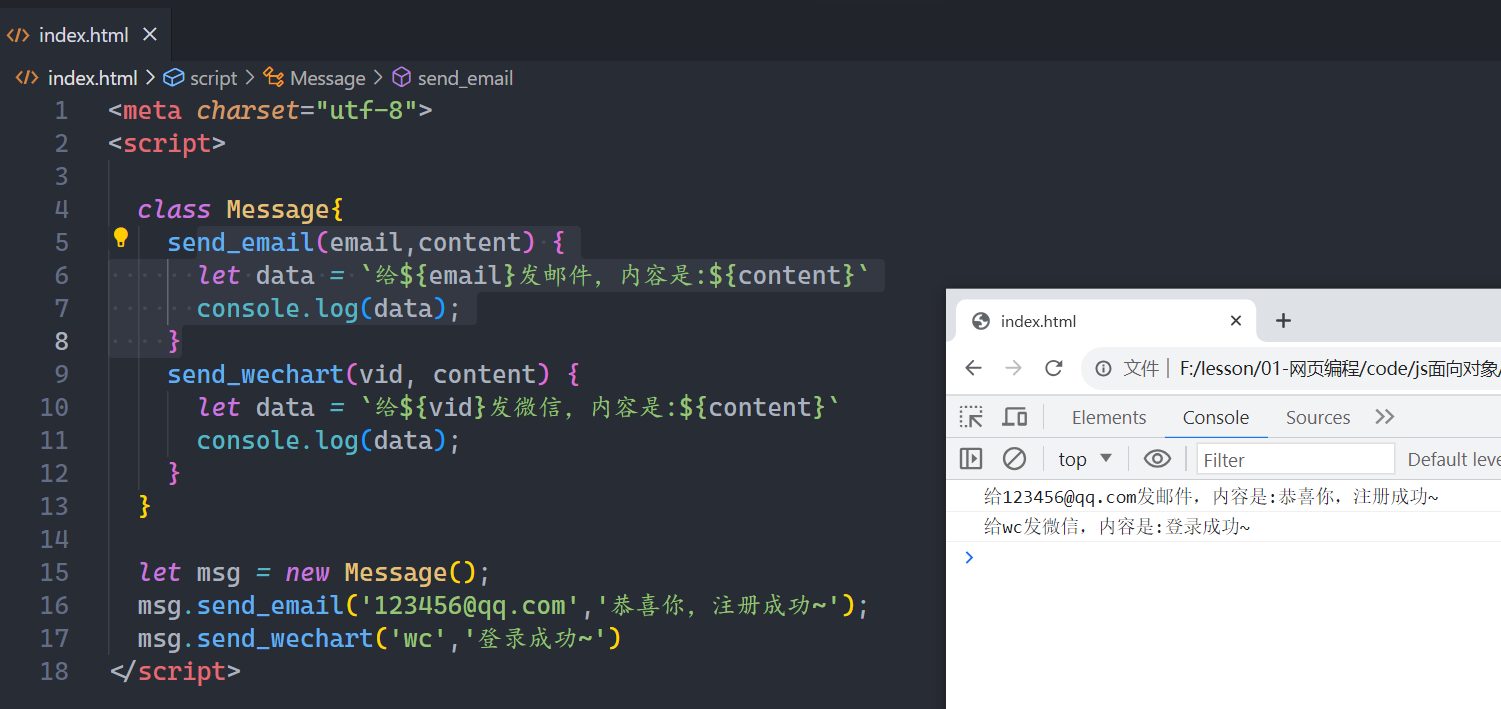 index.html
index.html > script > Message > send_email
1 <meta charset="utf-8">
2 <script>
3
4 class Message{
5 send_email(email,content) {
6 let data = `给${email}发邮件，内容是:${content}`
7 console.log(data);
8 }
9 send_wechart(vid, content) {
10 let data = `给${vid}发微信，内容是:${content}`
11 console.log(data);
12 }
13 }
14
15 let msg = new Message();
16 msg.send_email('123456@qq.com','恭喜你，注册成功~');
17 msg.send_wechart('wc','登录成功~')
18 </script>
index.html
文件 F:/lesson/01-网页编程/code/js面向对象/
Elements Console Sources
top Filter Default leve
给123456@qq.com发邮件，内容是:恭喜你，注册成功~
给wc发微信，内容是:登录成功~